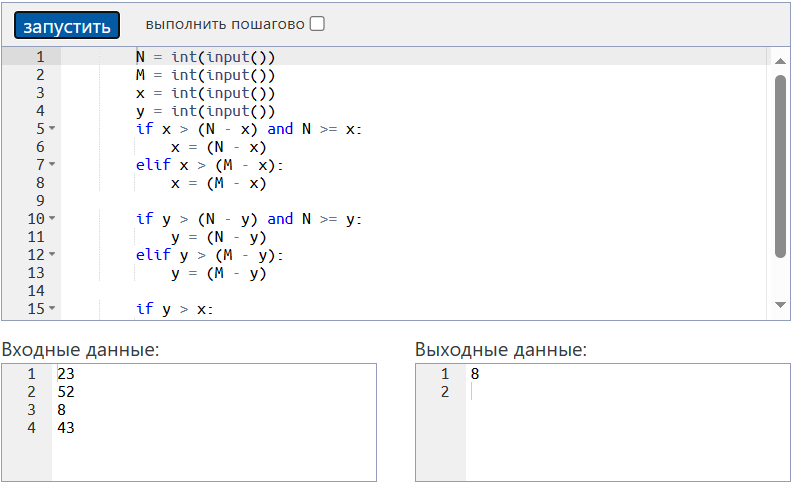 запустить выполнить пошагово
1 N = int(input())
2 M = int(input())
3 x = int(input())
4 y = int(input())
5 if x > (N - x) and N >= x:
6 x = (N - x)
7 elif x > (M - x):
8 x = (M - x)
9
10 if y > (N - y) and N >= y:
11 y = (N - y)
12 elif y > (M - y):
13 y = (M - y)
14
15 if y > x:
Входные данные:
1 23
2 52
3 8
4 43
Выходные данные:
1 8
2